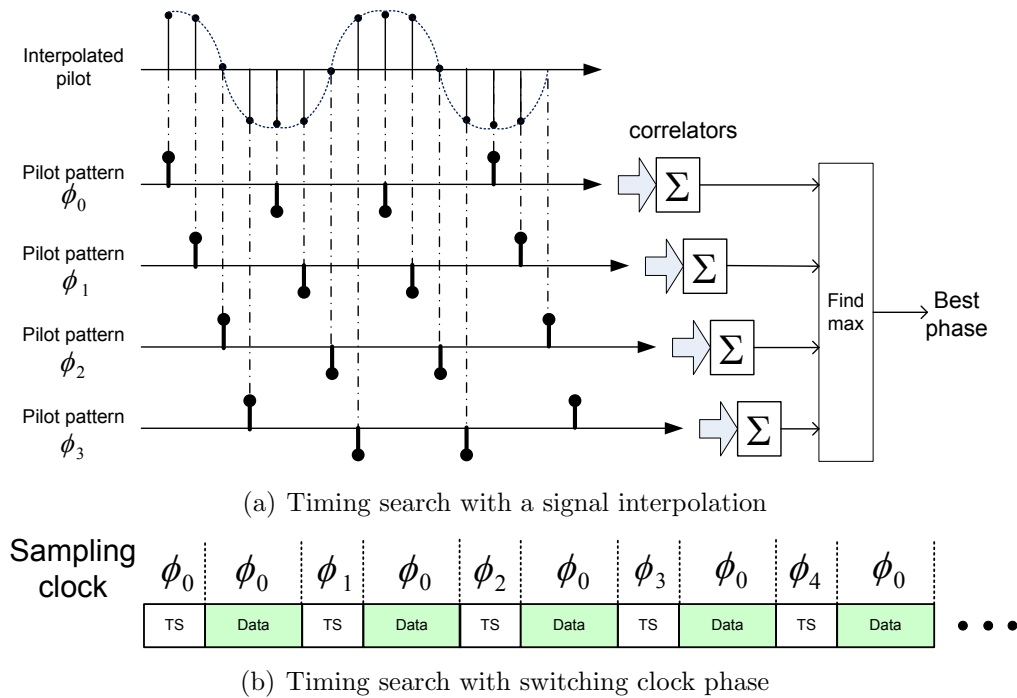 Interpolated
pilot
correlators
Pilot pattern
ϕ0
Σ
Pilot pattern
ϕ1
Σ
Find
max
Best
phase
Pilot pattern
ϕ2
Σ
Pilot pattern
ϕ3
Σ
(a) Timing search with a signal interpolation
Sampling
clock
ϕ0 ϕ0 ϕ1 ϕ0 ϕ2 ϕ0 ϕ3 ϕ0 ϕ4 ϕ0
TS Data TS Data TS Data TS Data TS Data
(b) Timing search with switching clock phase